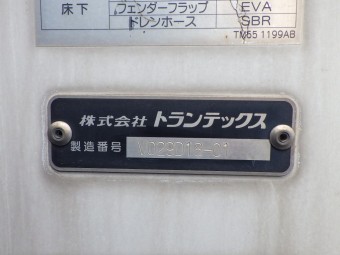 床下 フェンダーフラップ EVA
ドレンホース SBR
TM55 1199AB
株式会社 トランテックス
製造番号